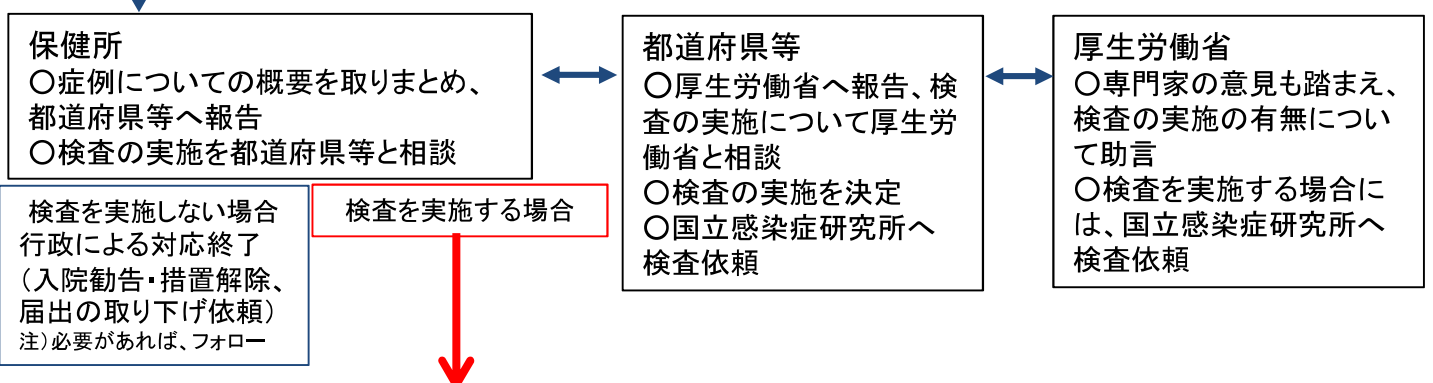 保健所
〇症例についての概要を取りまとめ、
都道府県等へ報告
〇検査の実施を都道府県等と相談
都道府県等
〇厚生労働省へ報告、検
査の実施について厚生労
働省と相談
〇検査の実施を決定
〇国立感染症研究所へ
検査依頼
厚生労働省
〇専門家の意見も踏まえ、
検査の実施の有無につい
て助言
〇検査を実施する場合に
は、国立感染症研究所へ
検査依頼
検査を実施しない場合
行政による対応終了
（入院勧告・措置解除、
届出の取り下げ依頼）
注）必要があれば、フォロー
検査を実施する場合